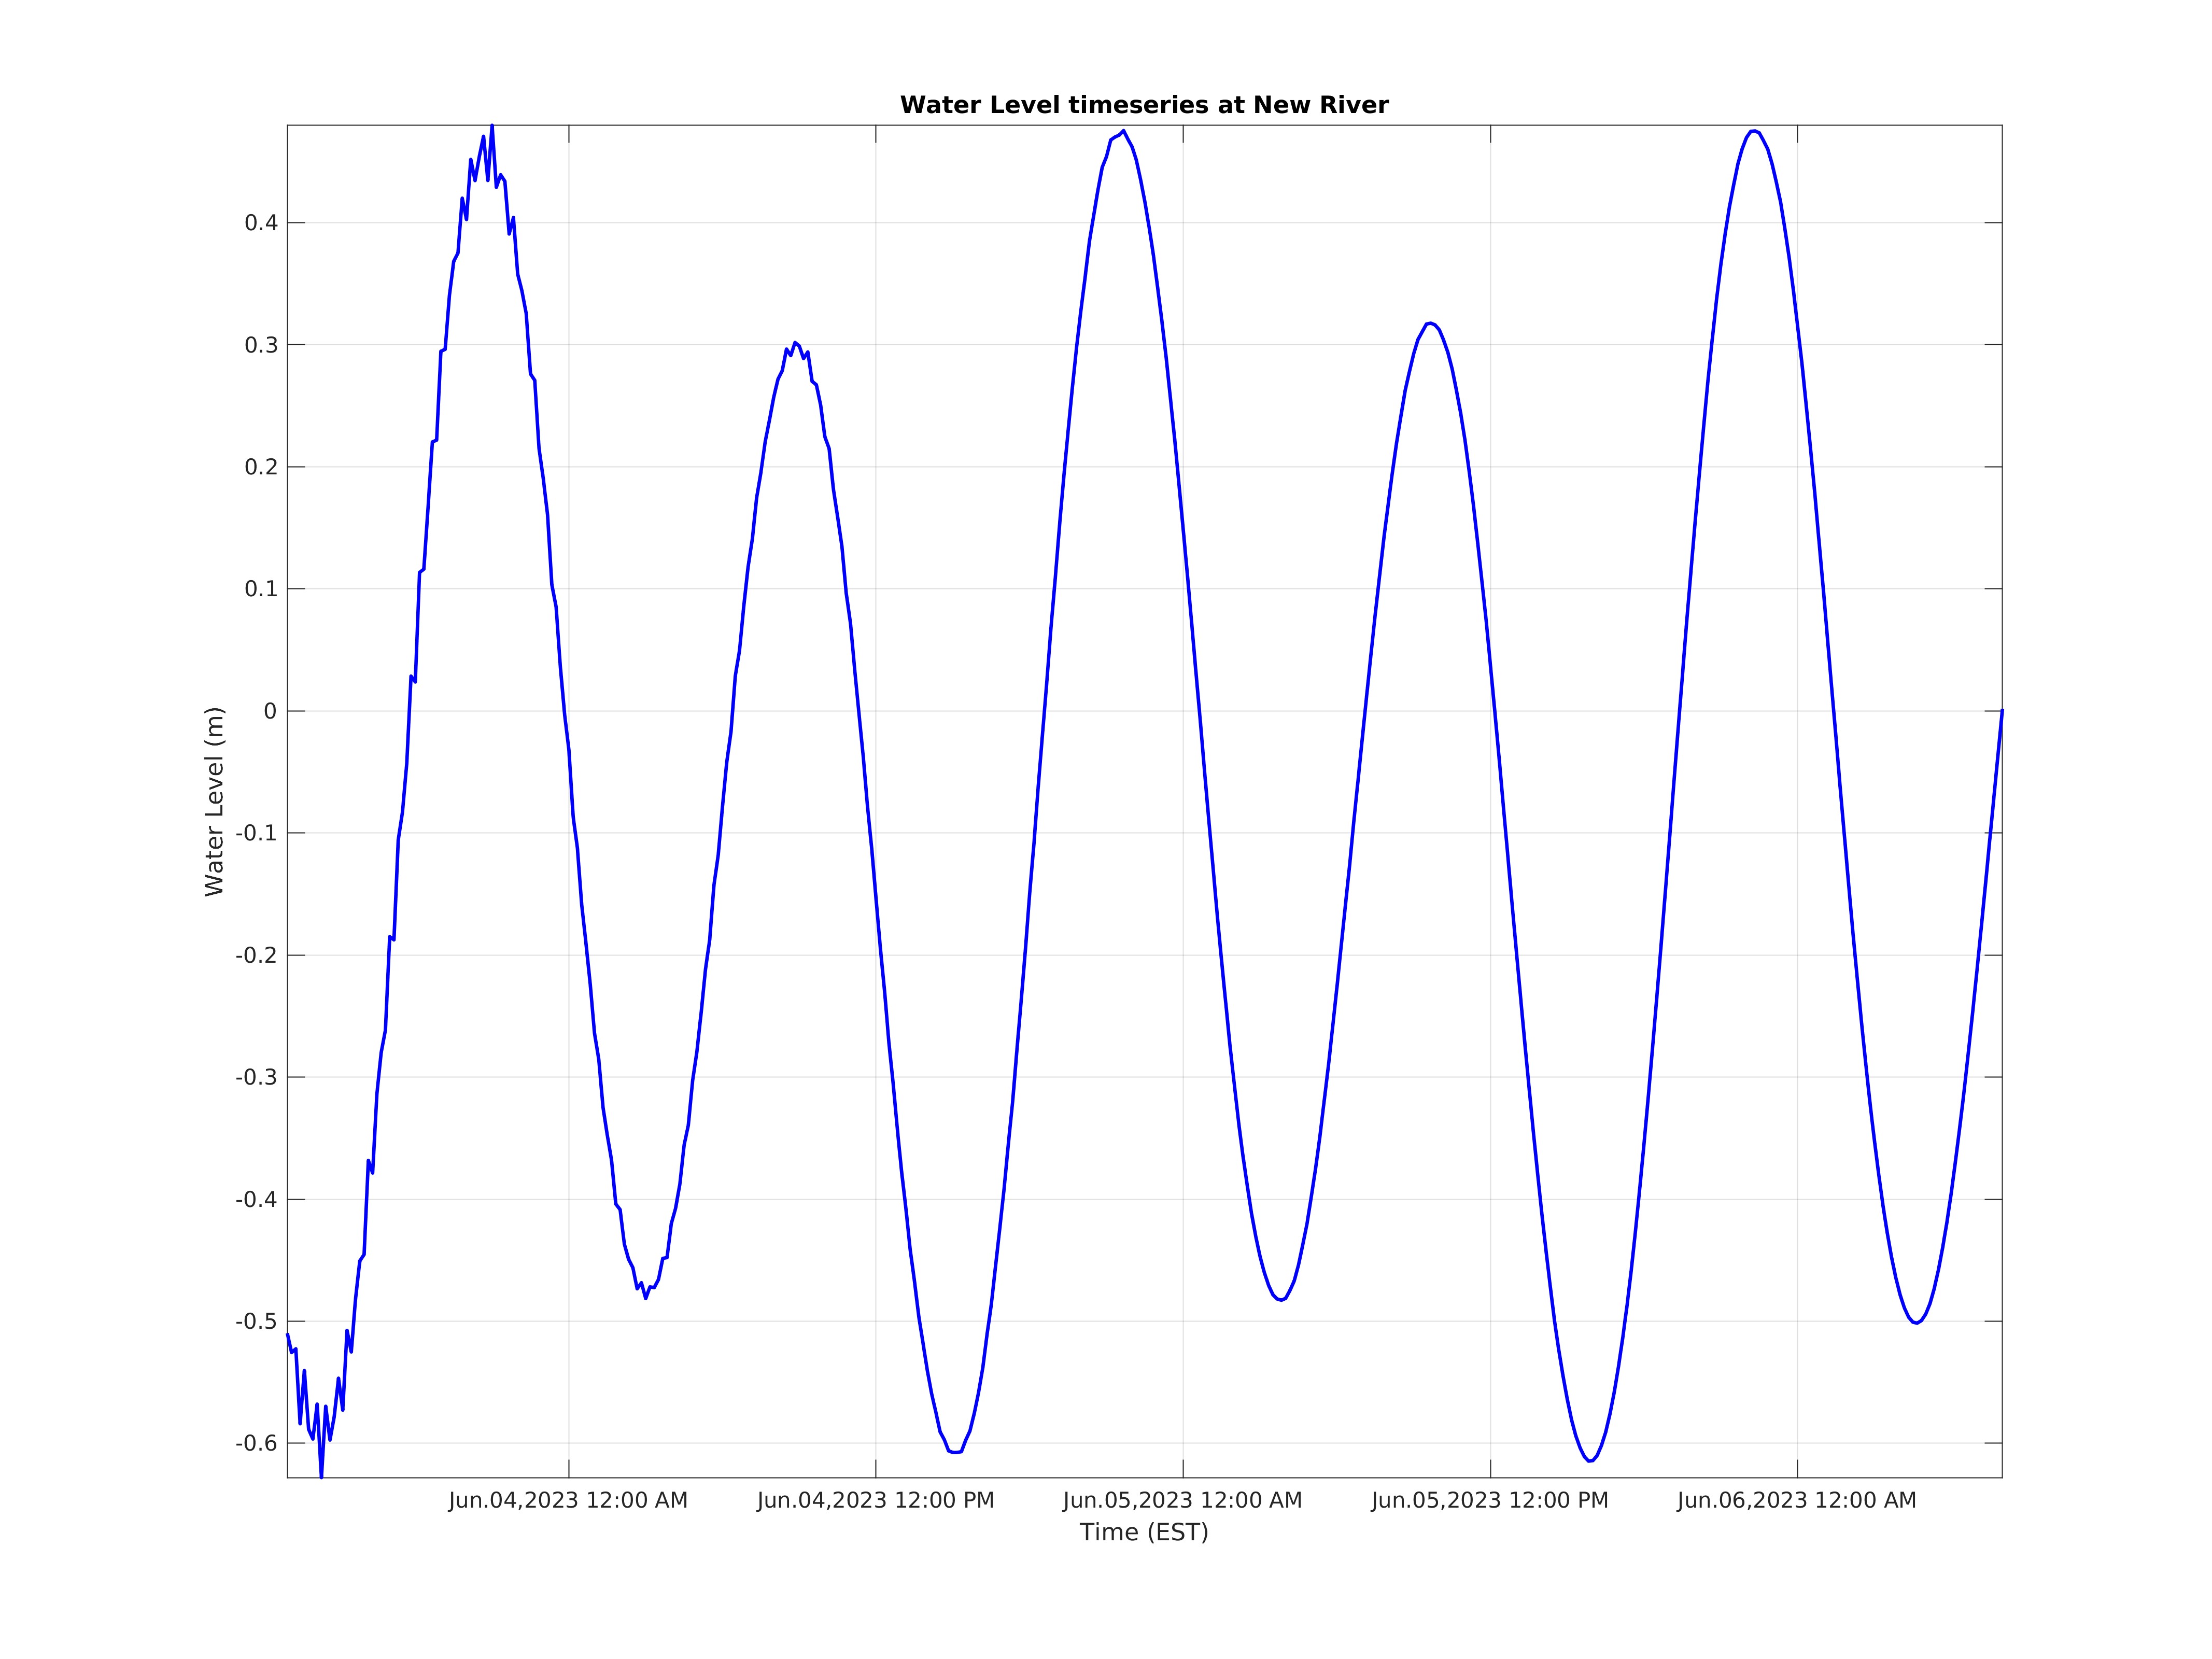 Water Level timeseries at New River
0.4
0.3
0.2
0.1
0
-0.1
-0.2
-0.3
-0.4
-0.5
-0.6
Water Level (m)
Jun.04,2023 12:00 AM Jun.04,2023 12:00 PM Jun.05,2023 12:00 AM Jun.05,2023 12:00 PM Jun.06,2023 12:00 AM
Time (EST)